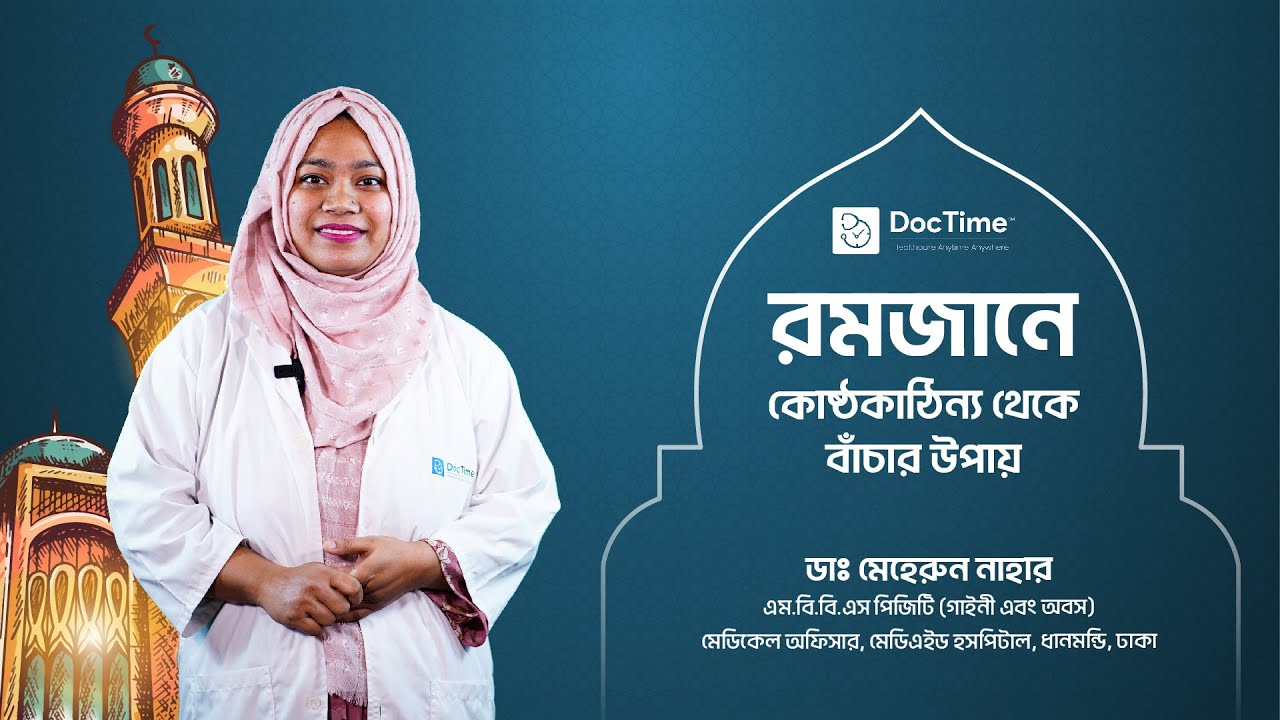 DocTime™
Healthcare Anytime Anywhere
রমজানে
কোষ্ঠকাঠিন্য থেকে
বাঁচার উপায়
DocTime
ডাঃ মেহেরুন নাহার
এম.বি.বি.এস পিজিটি (গাইনী এবং অবস)
মেডিকেল অফিসার, মেডিএইড হসপিটাল, ধানমন্ডি, ঢাকা